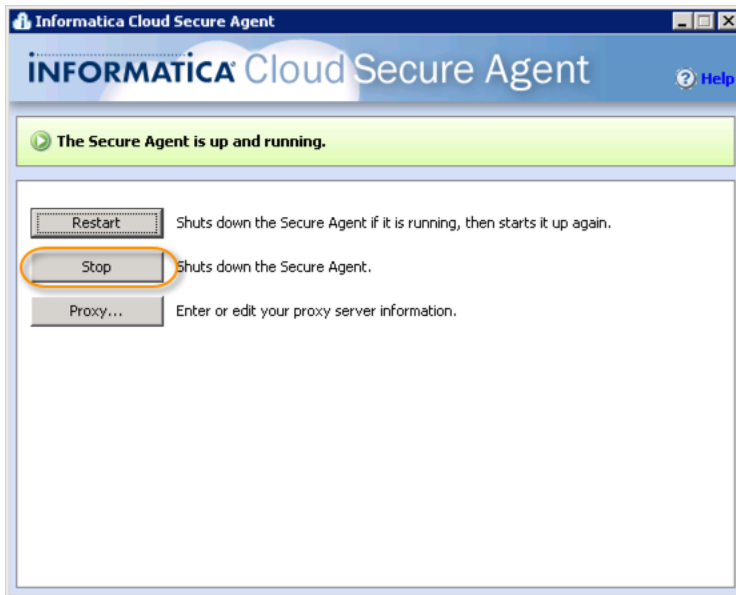 Informatica Cloud Secure Agent
INFORMATICA Cloud Secure Agent
Help
The Secure Agent is up and running.
Restart Shuts down the Secure Agent if it is running, then starts it up again.
Stop Shuts down the Secure Agent.
Proxy... Enter or edit your proxy server information.